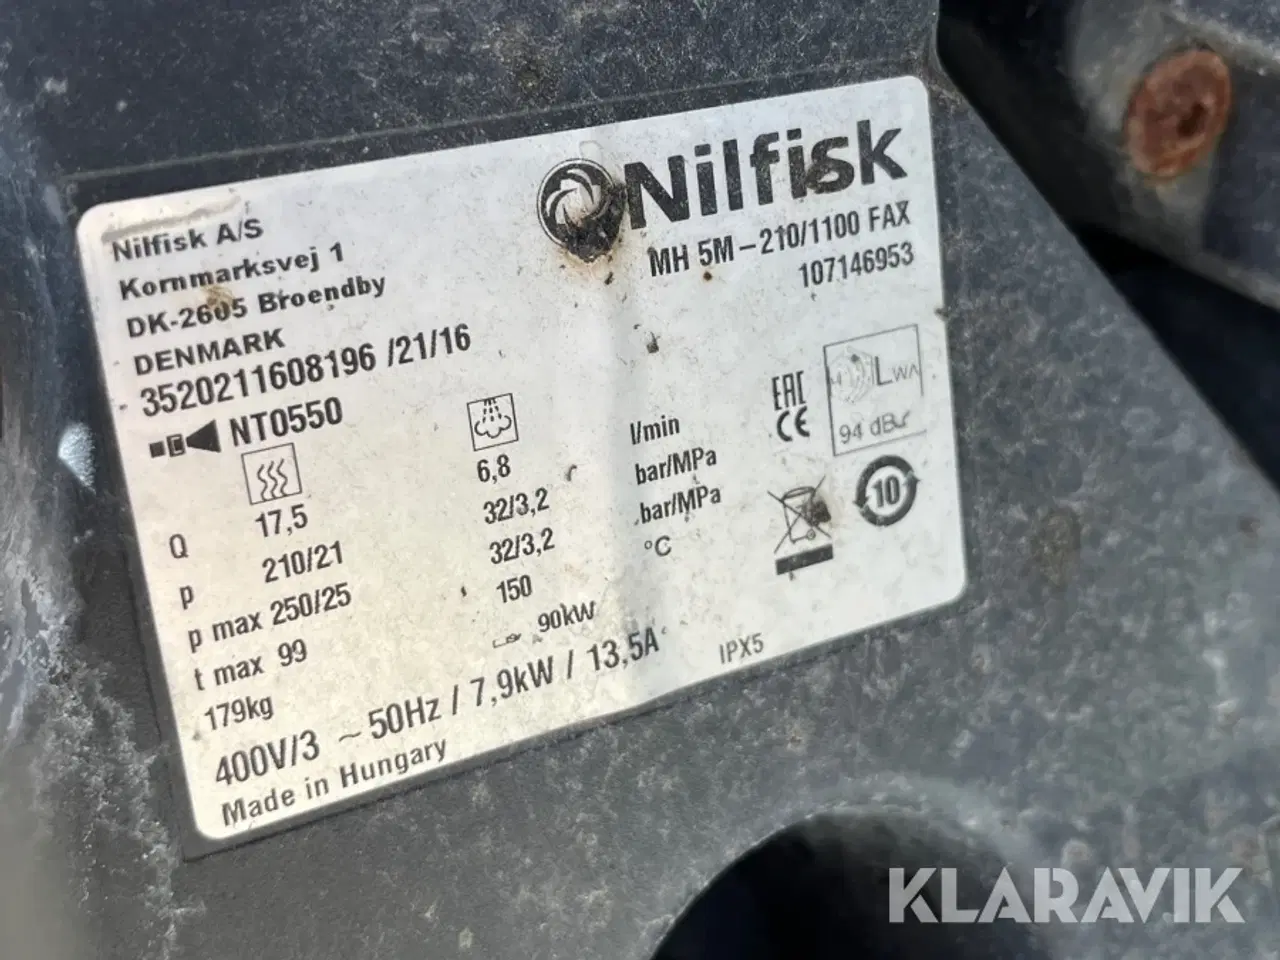 Nilfisk
MH 5M-210/1100 FAX
107146953
Nilfisk A/S
Kornmarksvej 1
DK-2605 Broendby
DENMARK
3520211608196 /21/16
NT0550
Q 17,5 6,8 l/min
p 210/21 32/3,2 bar/MPa
p max 250/25 32/3,2 bar/MPa
t max 99 150 °C
179kg 90kW
400V/3 ~ 50Hz / 7,9kW / 13,5A
Made in Hungary
IPX5
EAC
CE
LWA
94 dB
10
KLARAVIK